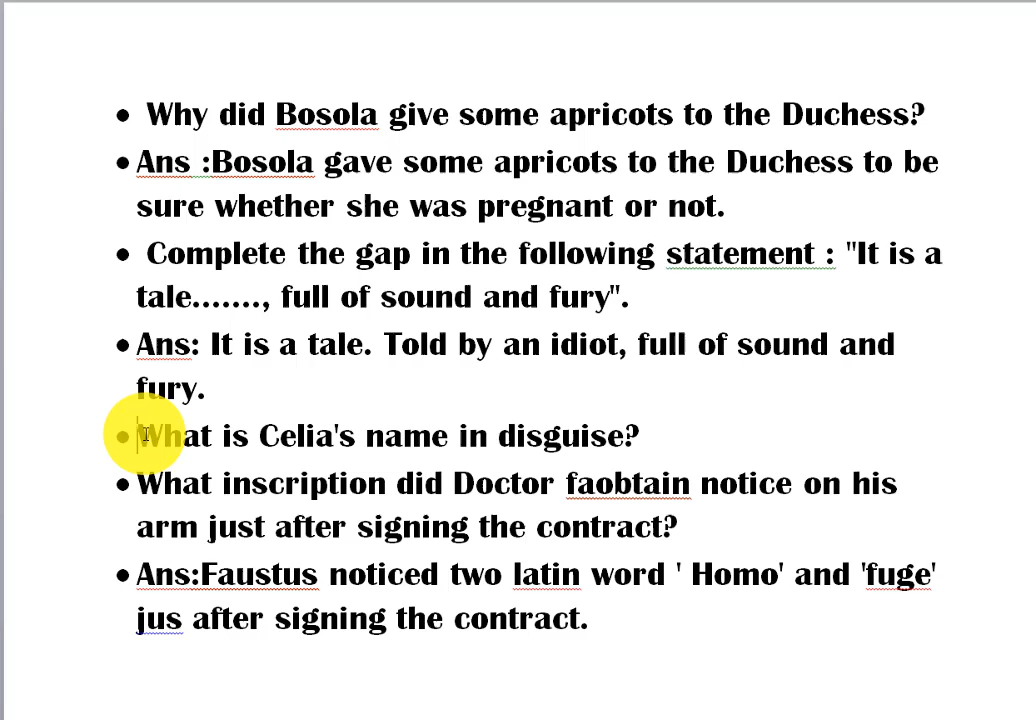 • Why did Bosola give some apricots to the Duchess?
• Ans :Bosola gave some apricots to the Duchess to be
sure whether she was pregnant or not.
• Complete the gap in the following statement : "It is a
tale......., full of sound and fury".
• Ans: It is a tale. Told by an idiot, full of sound and
fury.
• What is Celia's name in disguise?
• What inscription did Doctor faobtain notice on his
arm just after signing the contract?
• Ans:Faustus noticed two latin word ' Homo' and 'fuge'
jus after signing the contract.